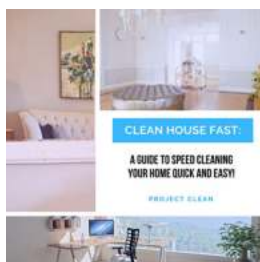 CLEAN HOUSE FAST:
A GUIDE TO SPEED CLEANING
YOUR HOME QUICK AND EASY!
PROJECT CLEAN